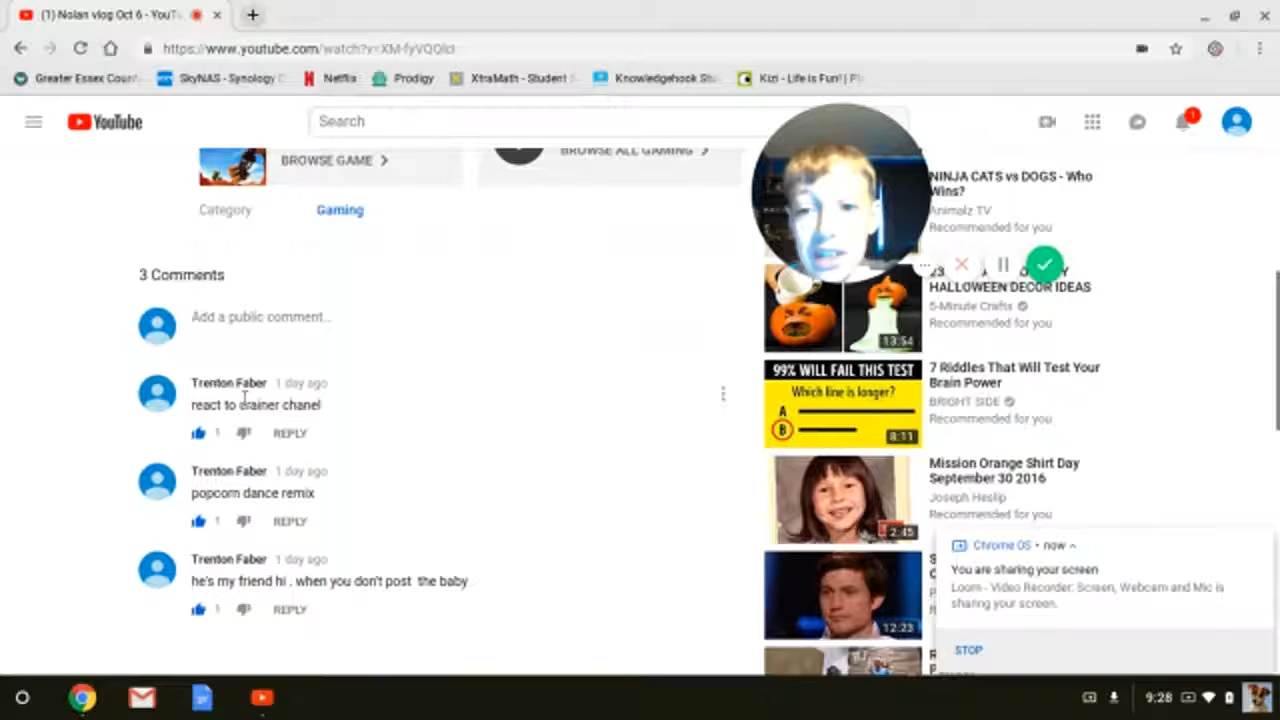 (1) Nolan vlog Oct 6 - YouTu
https://www.youtube.com/watch?v=XM-fyVQQlcI
Greater Essex Count
SkyNAS - Synology
Netflix
Prodigy
XtraMath - Student
Knowledgehook Stu
Kizi - Life is Fun! | Pl
YouTube
Search
1
BROWSE GAME
BROWSE ALL GAMING
Category
Gaming
3 Comments
Add a public comment...
Trenton Faber 1 day ago
react to drainer chanel
1
REPLY
Trenton Faber 1 day ago
popcorn dance remix
1
REPLY
Trenton Faber 1 day ago
he's my friend hi . when you don't post the baby
1
REPLY
NINJA CATS vs DOGS - Who
Wins?
Animalz TV
Recommended for you
HALLOWEEN DECOR IDEAS
5-Minute Crafts
Recommended for you
13:54
99% WILL FAIL THIS TEST
Which line is longer?
A
B
8:11
7 Riddles That Will Test Your
Brain Power
BRIGHT SIDE
Recommended for you
2:45
Mission Orange Shirt Day
September 30 2016
Joseph Heslip
Recommended for you
12:23
Chrome OS • now
You are sharing your screen
Loom - Video Recorder: Screen, Webcam and Mic is
sharing your screen.
STOP
9:28